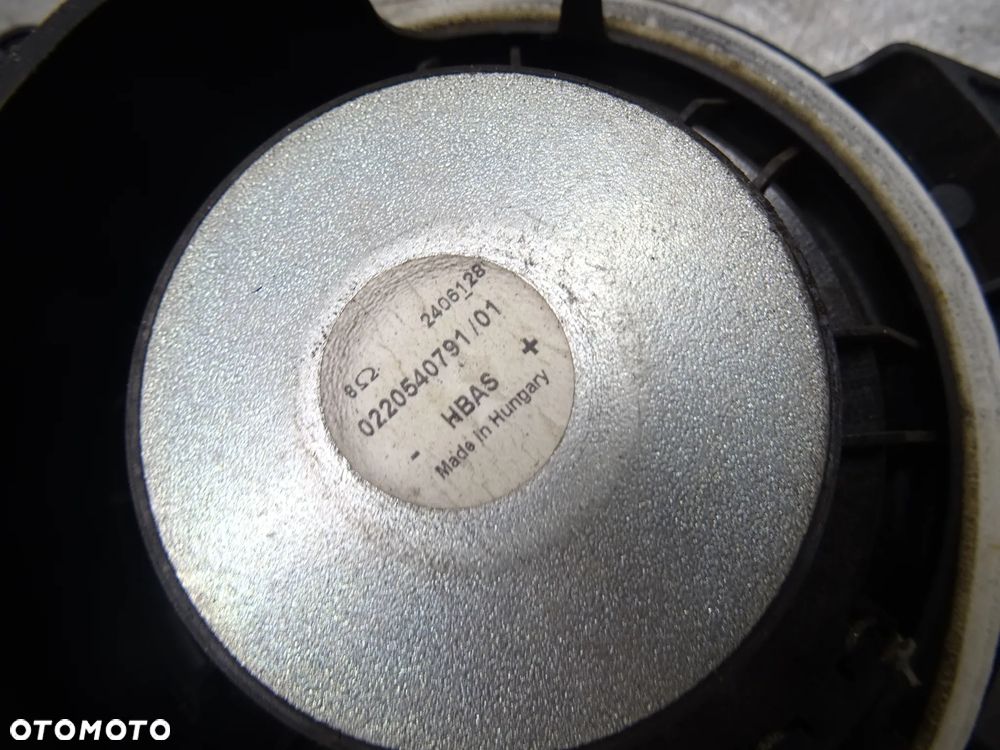 2406128
8Ω
0220540791/01
HBAS
- +
Made in Hungary
OTOMOTO